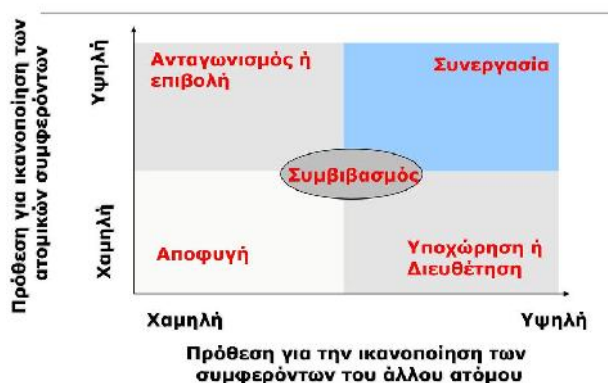 Πρόθεση για ικανοποίηση των
ατομικών συμφερόντων
Υψηλή
Χαμηλή
Ανταγωνισμός ή
επιβολή
Συνεργασία
Συμβιβασμός
Αποφυγή
Υποχώρηση ή
Διευθέτηση
Χαμηλή
Υψηλή
Πρόθεση για την ικανοποίηση των
συμφερόντων του άλλου ατόμου